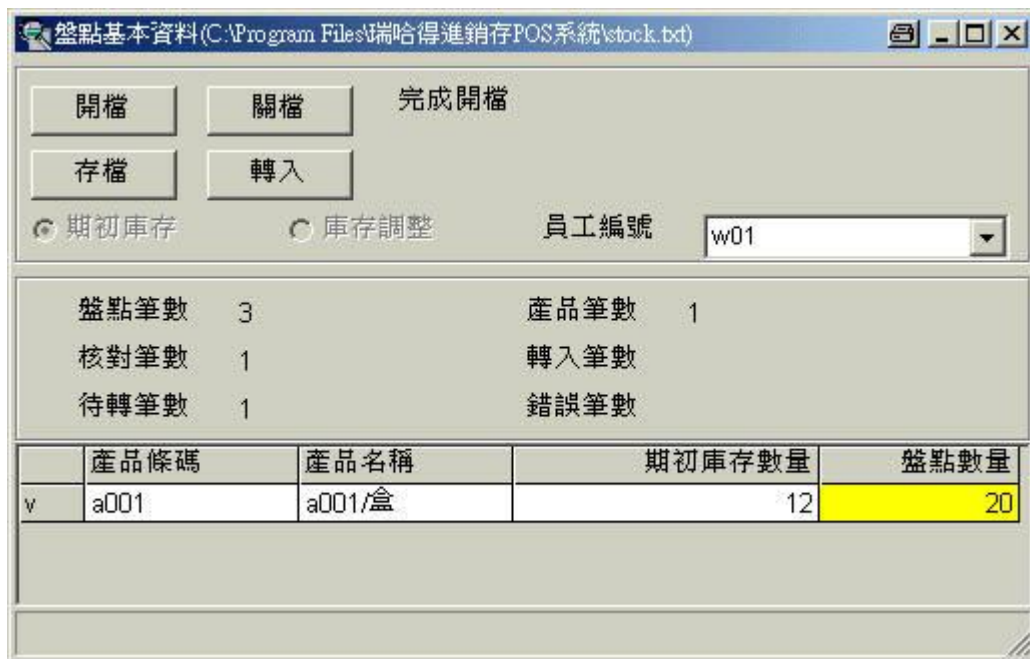 盤點基本資料(C:\Program Files\瑞哈得進銷存POS系統\stock.txt)
開檔 關檔 完成開檔
存檔 轉入
期初庫存 庫存調整 員工編號 w01
盤點筆數 3 產品筆數 1
核對筆數 1 轉入筆數
待轉筆數 1 錯誤筆數
產品條碼 產品名稱 期初庫存數量 盤點數量
v a001 a001/盒 12 20